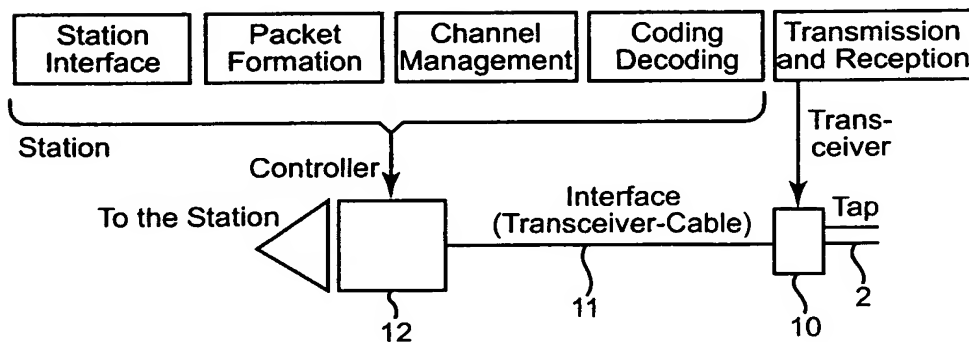 Station Interface
Packet Formation
Channel Management
Coding Decoding
Transmission and Reception
Station
Controller
Trans-
ceiver
To the Station
Interface
(Transceiver-Cable)
Tap
12
11
10
2